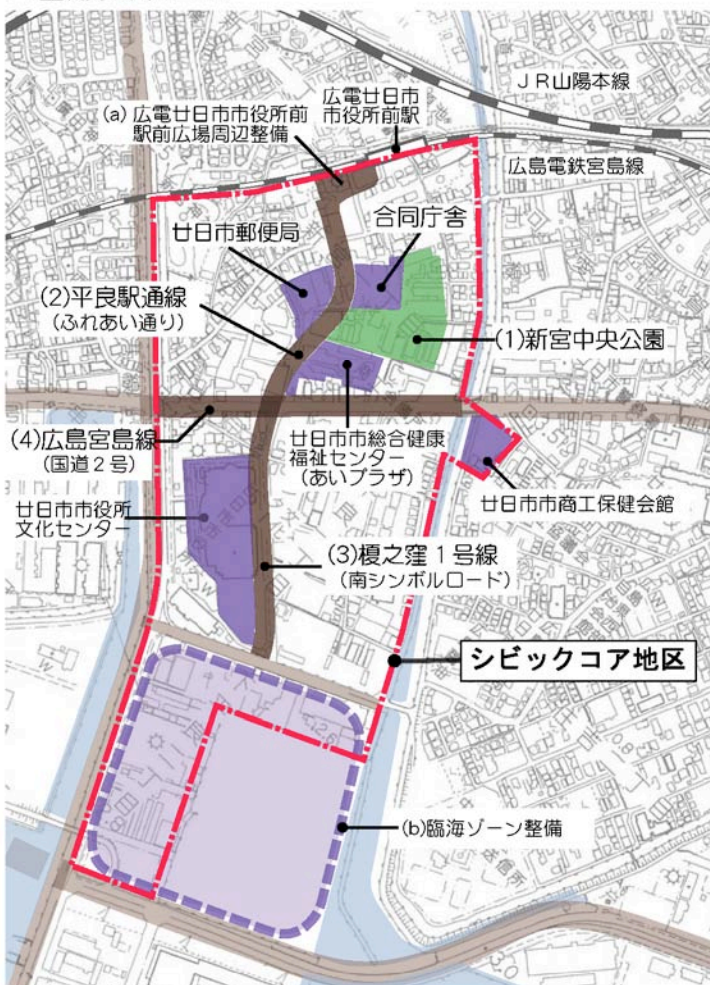 JR山陽本線
広電廿日市
市役所前駅
(a) 広電廿日市市役所前
駅前広場周辺整備
広島電鉄宮島線
廿日市郵便局
合同庁舎
(2)平良駅通線
(ふれあい通り)
(1)新宮中央公園
(4)広島宮島線
(国道2号)
廿日市市総合健康
福祉センター
(あいプラザ)
廿日市市商工保健会館
廿日市市役所
文化センター
(3)榎之窪1号線
(南シンボルロード)
シビックコア地区
(b)臨海ゾーン整備